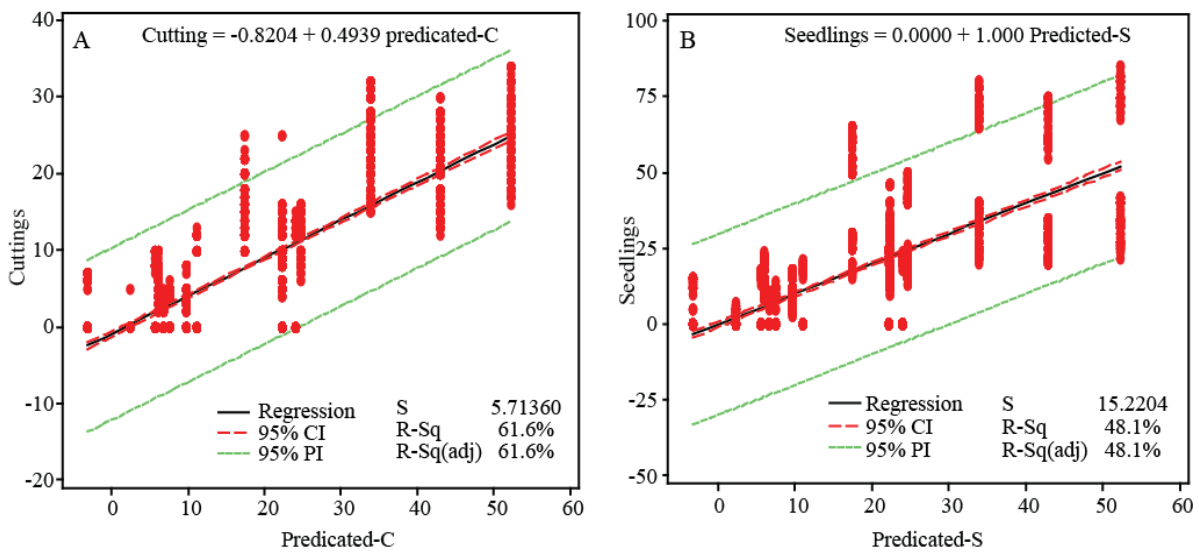 A
Cutting = -0.8204 + 0.4939 predicated-C
40
30
20
10
0
-10
-20
Cuttings
Regression
95% CI
95% PI
S 5.71360
R-Sq 61.6%
R-Sq(adj) 61.6%
0 10 20 30 40 50 60
Predicated-C
B
Seedlings = 0.0000 + 1.000 Predicted-S
100
75
50
25
0
-25
-50
Seedlings
Regression
95% CI
95% PI
S 15.2204
R-Sq 48.1%
R-Sq(adj) 48.1%
0 10 20 30 40 50 60
Predicated-S